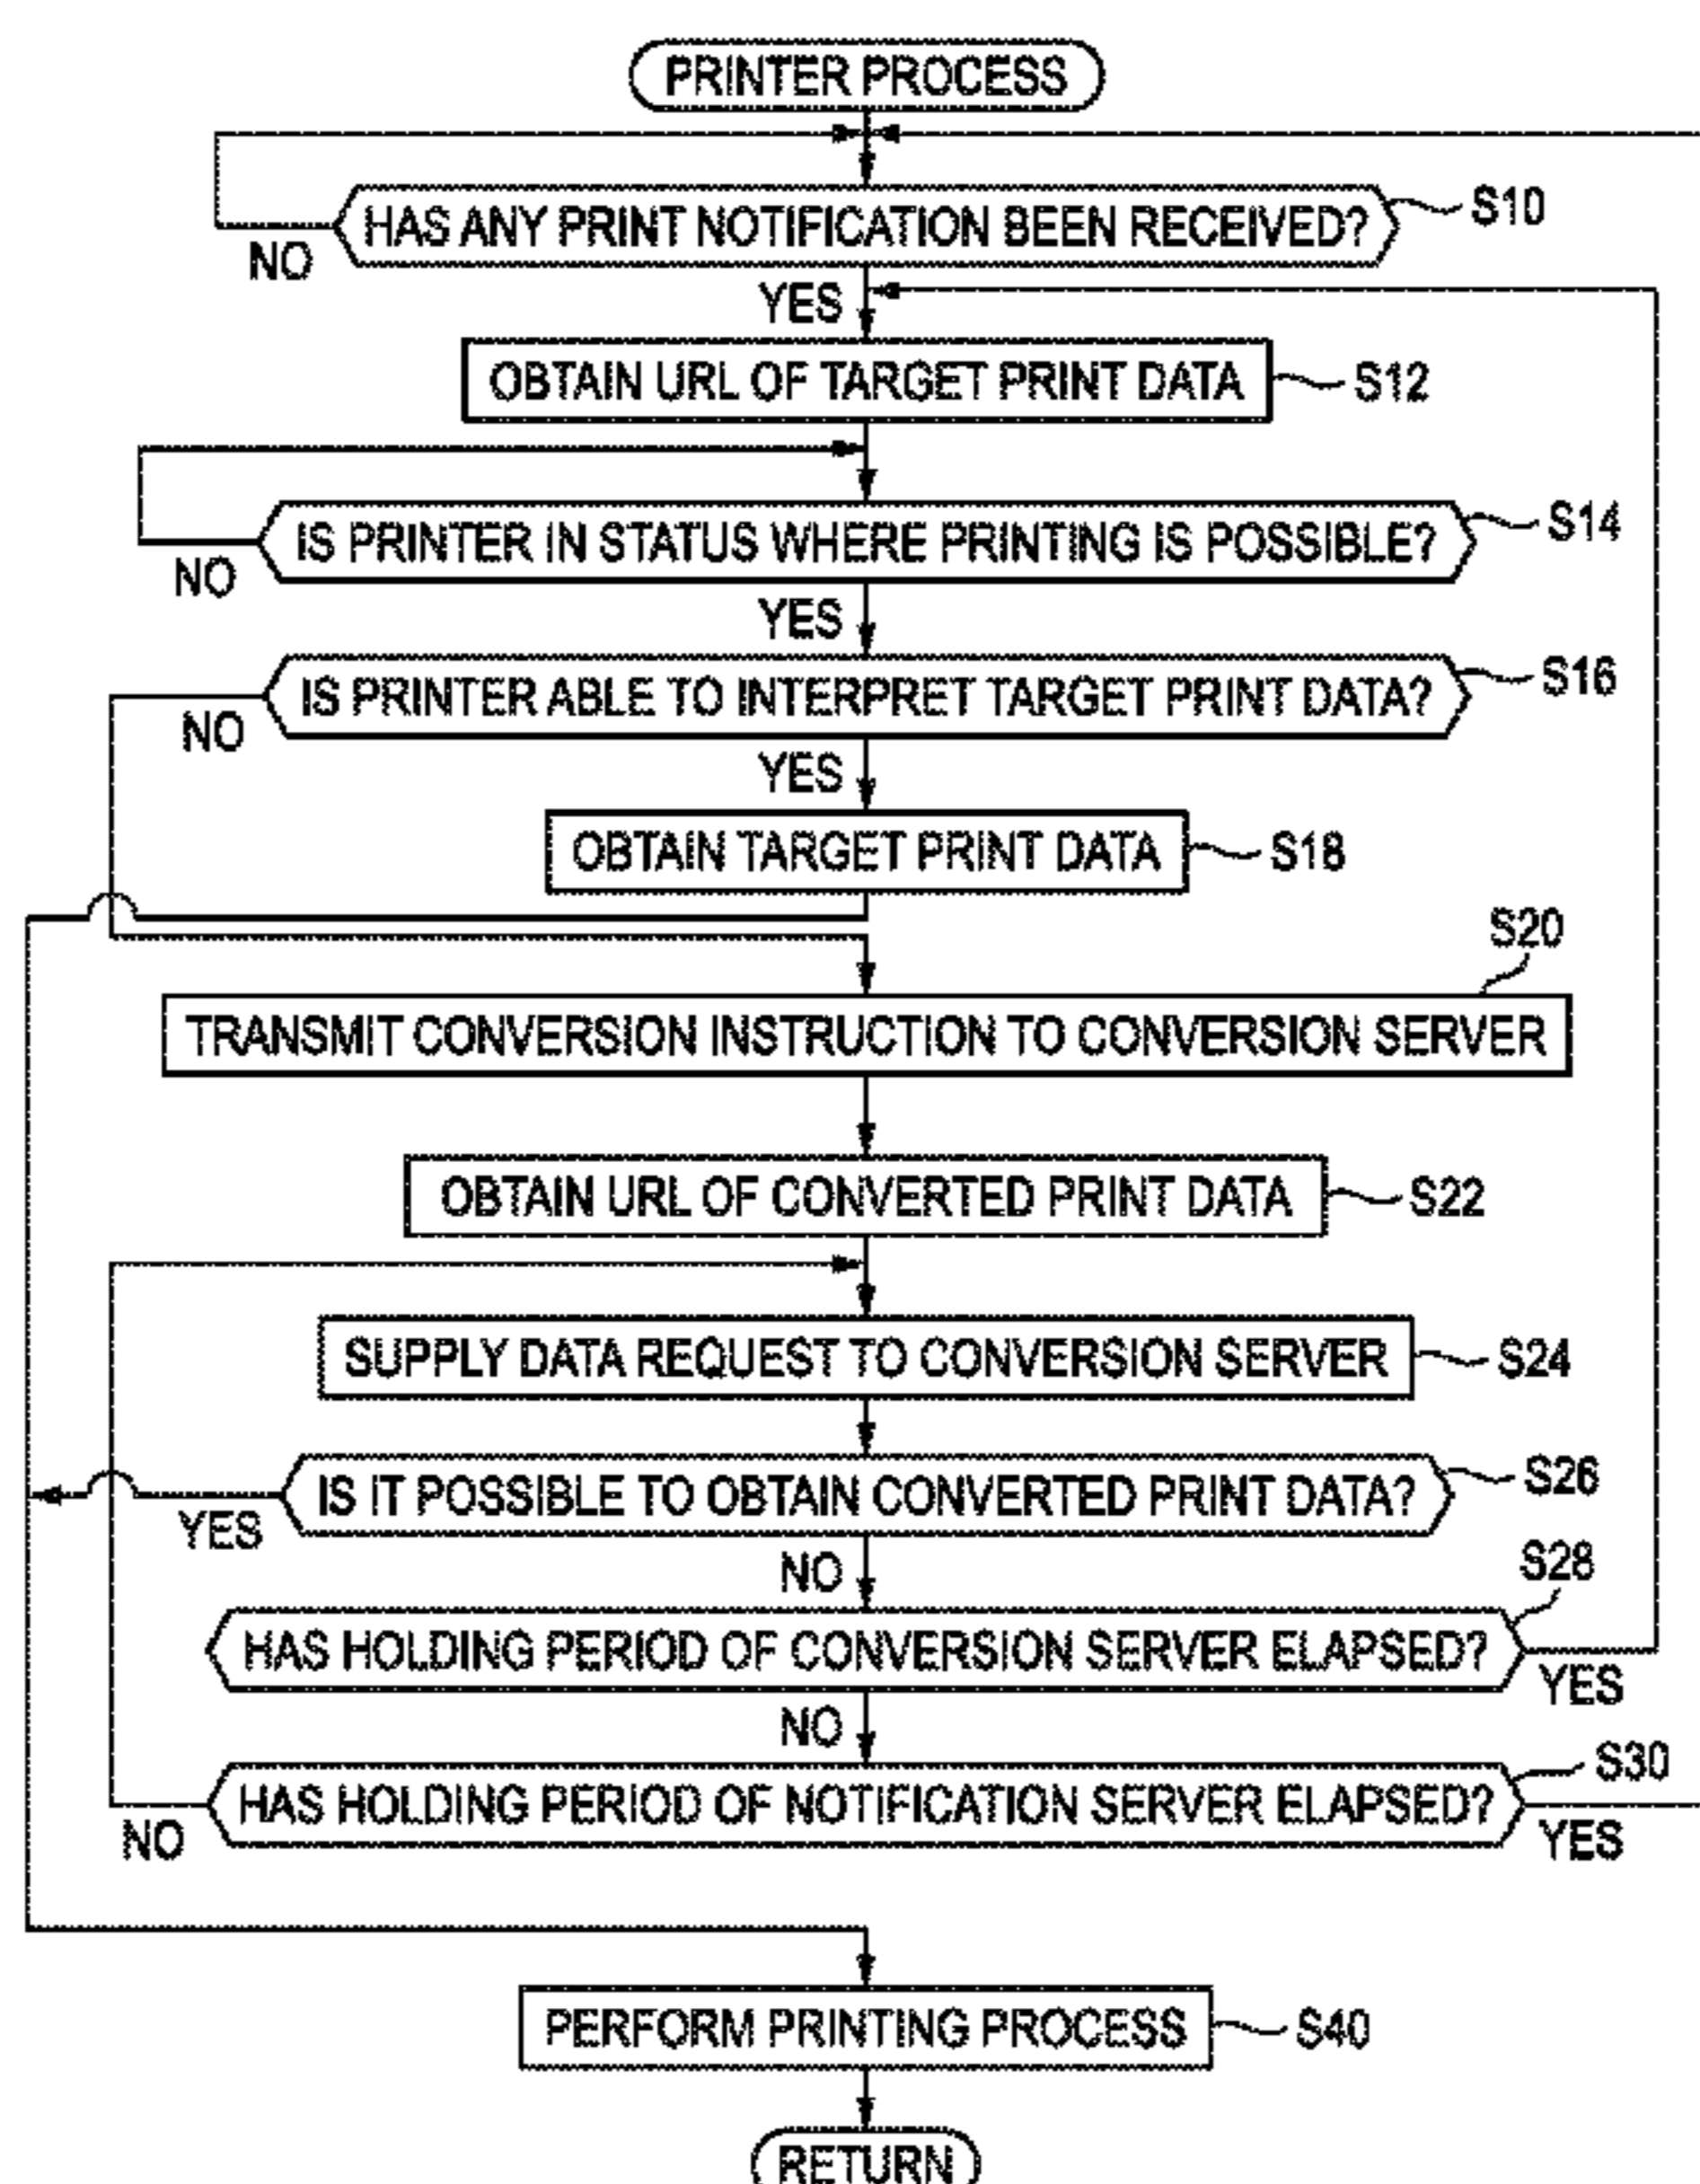 PRINTER PROCESS
HAS ANY PRINT NOTIFICATION BEEN RECEIVED?
S10
NO
YES
OBTAIN URL OF TARGET PRINT DATA
S12
IS PRINTER IN STATUS WHERE PRINTING IS POSSIBLE?
S14
NO
YES
IS PRINTER ABLE TO INTERPRET TARGET PRINT DATA?
S16
NO
YES
OBTAIN TARGET PRINT DATA
S18
S20
TRANSMIT CONVERSION INSTRUCTION TO CONVERSION SERVER
OBTAIN URL OF CONVERTED PRINT DATA
S22
SUPPLY DATA REQUEST TO CONVERSION SERVER
S24
IS IT POSSIBLE TO OBTAIN CONVERTED PRINT DATA?
S26
YES
NO
S28
HAS HOLDING PERIOD OF CONVERSION SERVER ELAPSED?
YES
NO
S30
HAS HOLDING PERIOD OF NOTIFICATION SERVER ELAPSED?
NO
YES
PERFORM PRINTING PROCESS
S40
RETURN